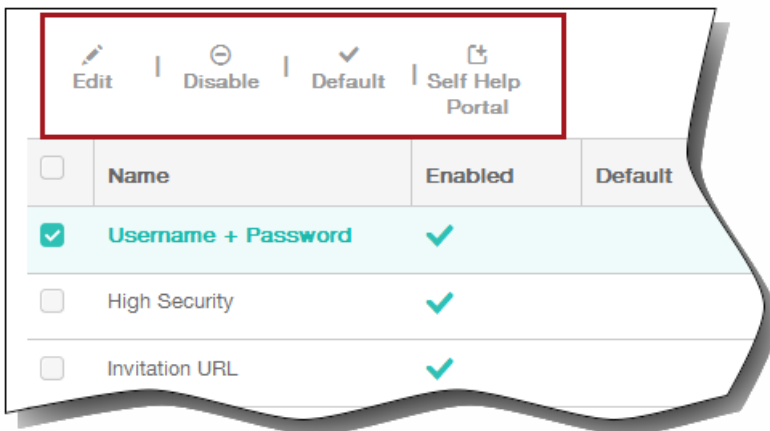 Edit | Disable | Default | Self Help Portal
Name Enabled Default
Username + Password
High Security
Invitation URL